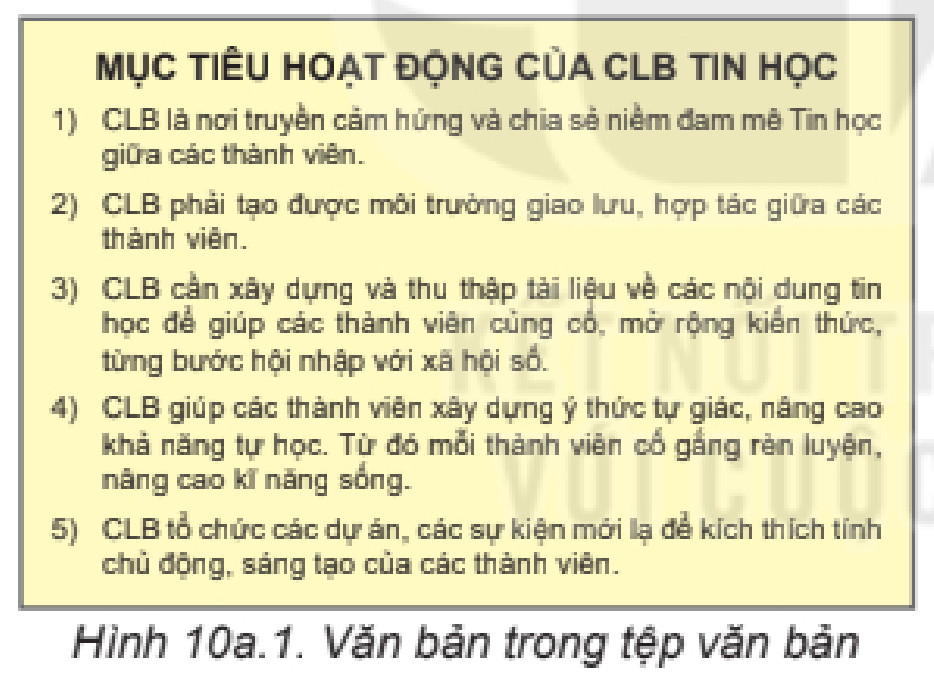 MỤC TIÊU HOẠT ĐỘNG CỦA CLB TIN HỌC
1) CLB là nơi truyền cảm hứng và chia sẻ niềm đam mê Tin học
giữa các thành viên.
2) CLB phải tạo được môi trường giao lưu, hợp tác giữa các
thành viên.
3) CLB cần xây dựng và thu thập tài liệu về các nội dung tin
học để giúp các thành viên củng cố, mở rộng kiến thức,
từng bước hội nhập với xã hội số.
4) CLB giúp các thành viên xây dựng ý thức tự giác, nâng cao
khả năng tự học. Từ đó mỗi thành viên cố gắng rèn luyện,
nâng cao kĩ năng sống.
5) CLB tổ chức các dự án, các sự kiện mới lạ để kích thích tính
chủ động, sáng tạo của các thành viên.
KẾT NỐI TR
VỚI CUỘC
Hình 10a.1. Văn bản trong tệp văn bản